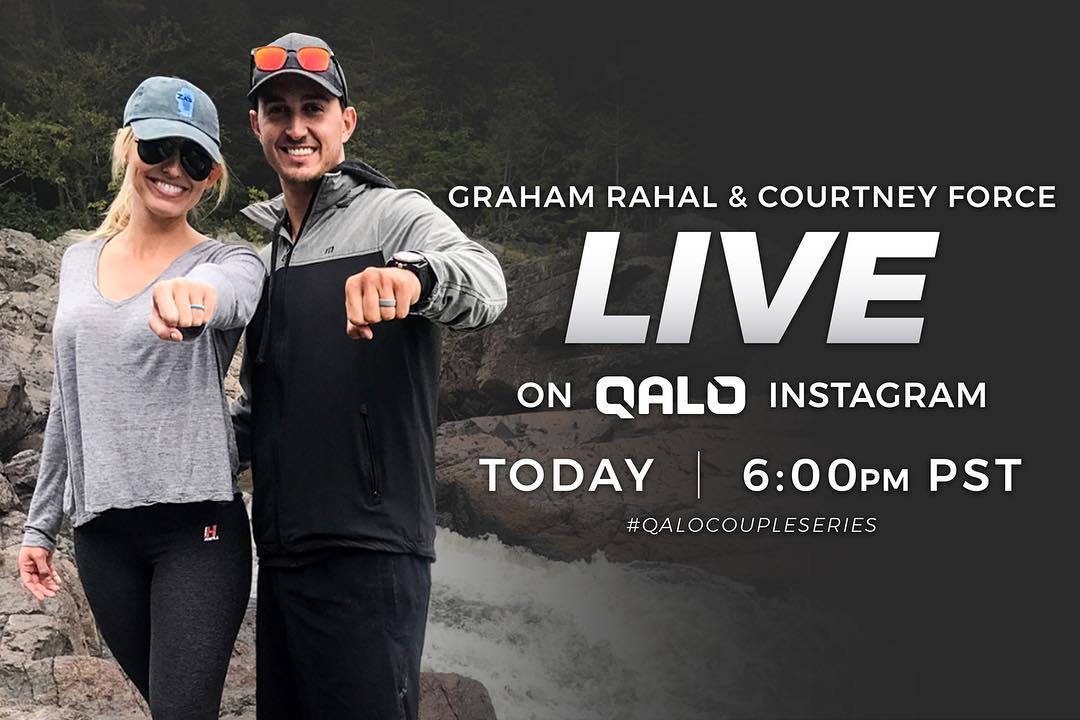 GRAHAM RAHAL & COURTNEY FORCE
LIVE
ON QALO INSTAGRAM
TODAY | 6:00PM PST
#QALOCOUPLESERIES